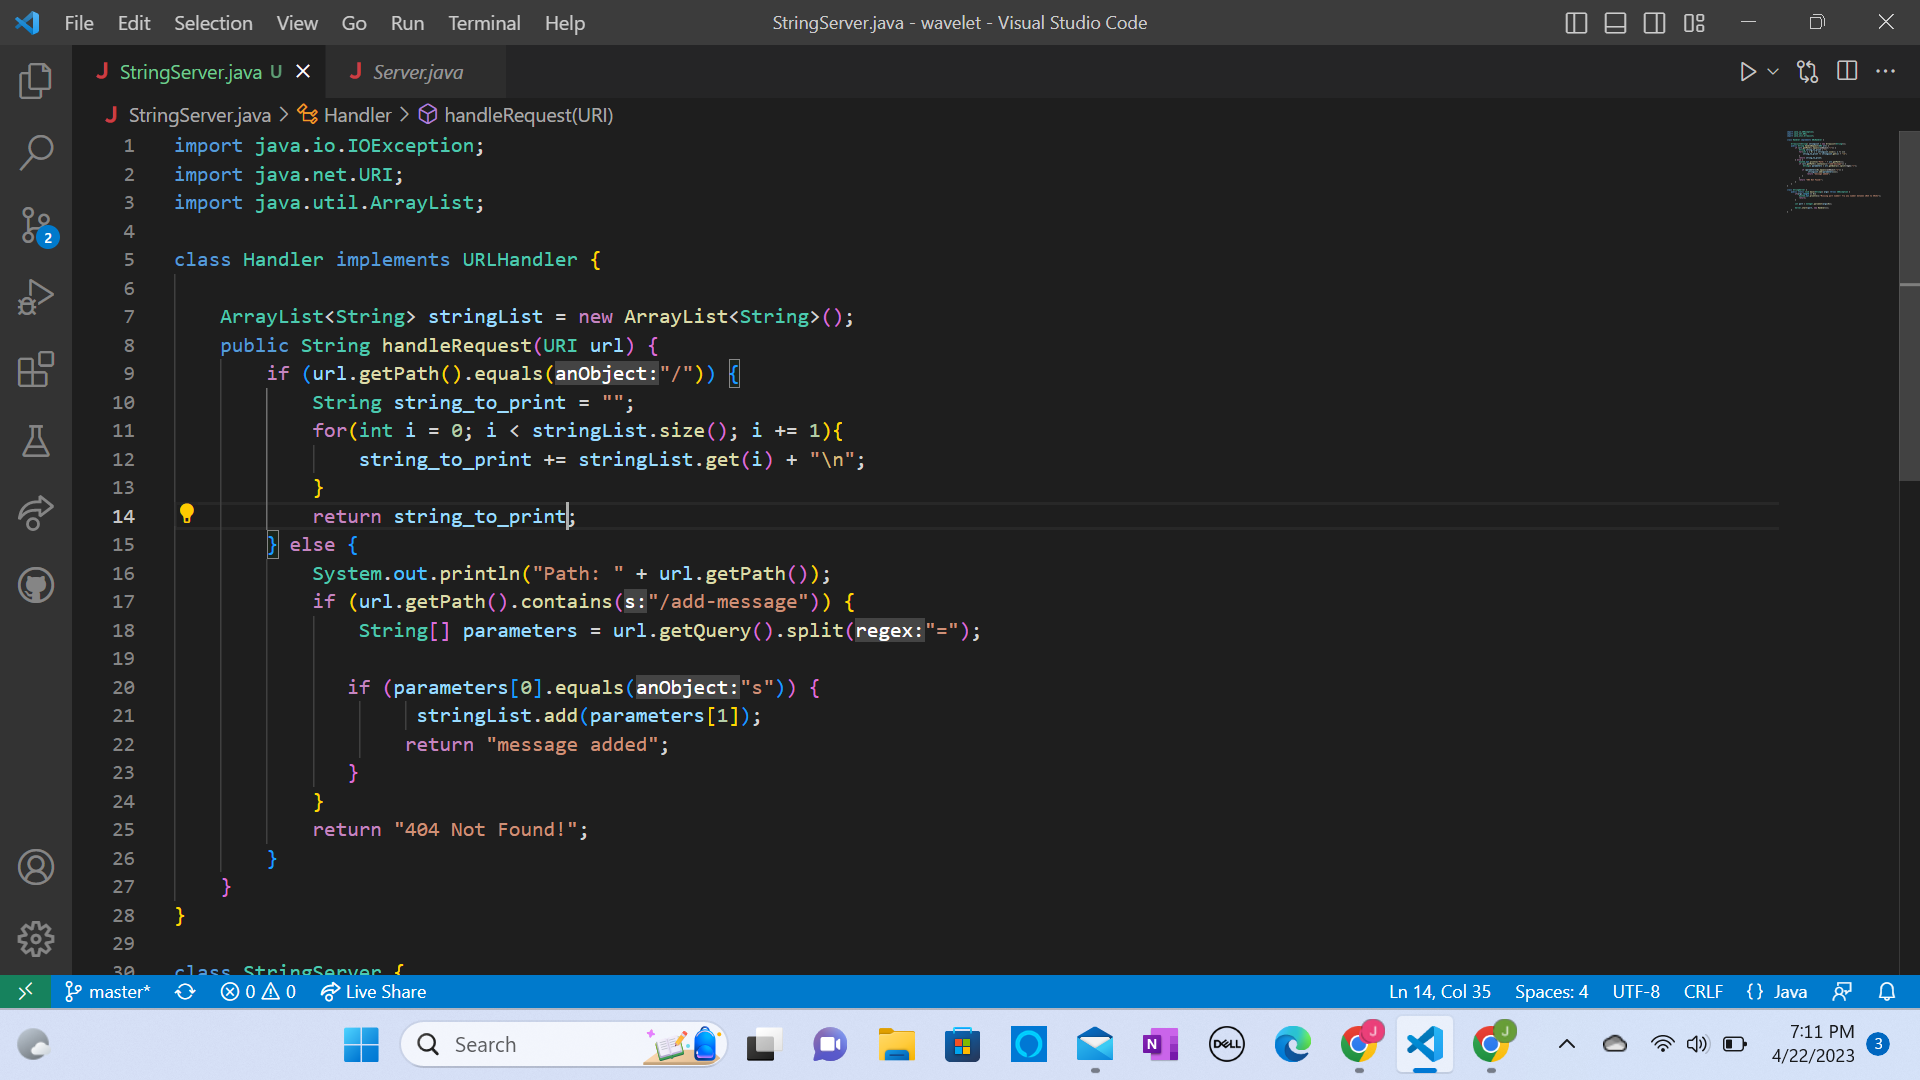 File Edit Selection View Go Run Terminal Help StringServer.java - wavelet - Visual Studio Code
J StringServer.java U J Server.java
J StringServer.java > Handler > handleRequest(URI)
1 import java.io.IOException;
2 import java.net.URI;
3 import java.util.ArrayList;
4
5 class Handler implements URLHandler {
6
7 ArrayList<String> stringList = new ArrayList<String>();
8 public String handleRequest(URI url) {
9 if (url.getPath().equals(anObject:"/")) {
10 String string_to_print = "";
11 for(int i = 0; i < stringList.size(); i += 1){
12 string_to_print += stringList.get(i) + "\n";
13 }
14 return string_to_print;
15 } else {
16 System.out.println("Path: " + url.getPath());
17 if (url.getPath().contains(s:"/add-message")) {
18 String[] parameters = url.getQuery().split(regex:"=");
19
20 if (parameters[0].equals(anObject:"s")) {
21 stringList.add(parameters[1]);
22 return "message added";
23 }
24 }
25 return "404 Not Found!";
26 }
27 }
28 }
29
30 class StringServer {
2
master* 0 0 Live Share Ln 14, Col 35 Spaces: 4 UTF-8 CRLF {} Java
Search N DELL J J 7:11 PM
4/22/2023 3